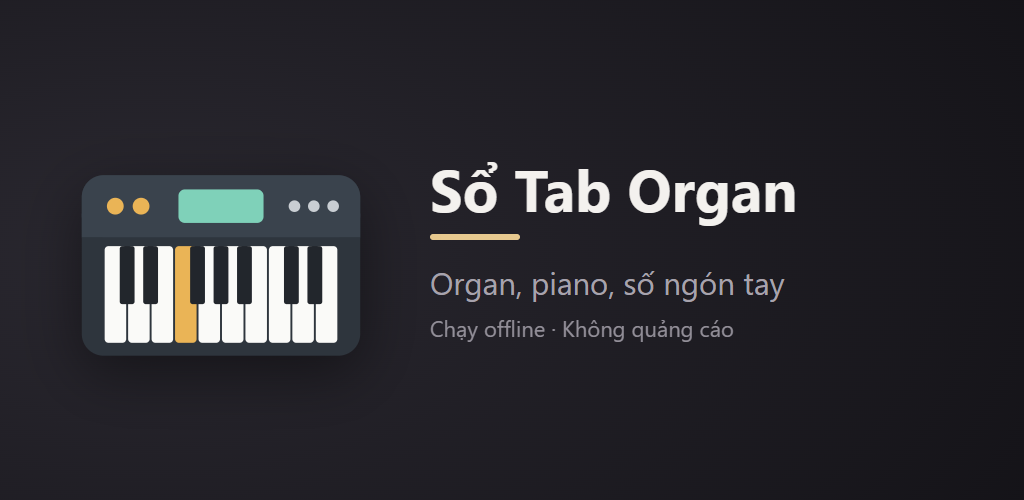 Sổ Tab Organ
Organ, piano, số ngón tay
Chạy offline · Không quảng cáo